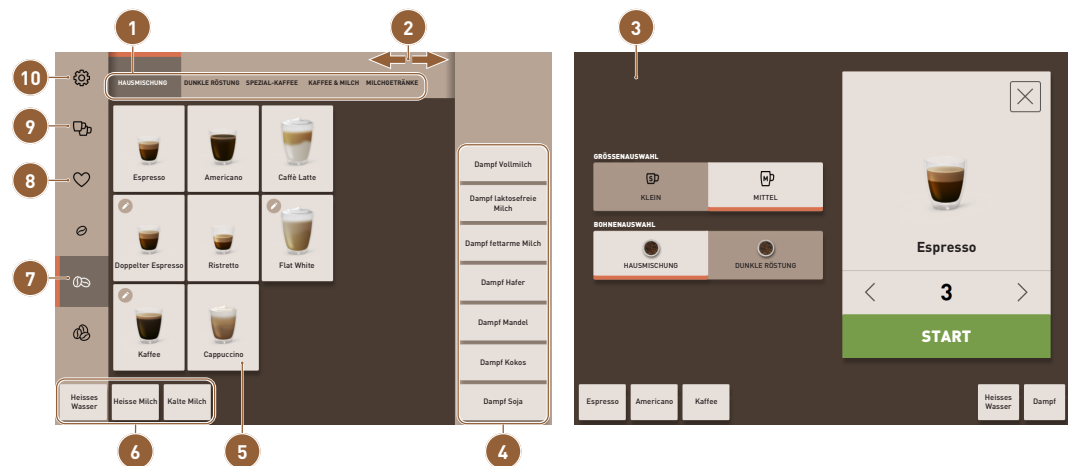 1
2
3
10
HAUSMISCHUNG
DUNKLE RÖSTUNG
SPEZIAL-KAFFEE
KAFFEE & MILCH
MILCHGETRÄNKE
9
8
7
Espresso
Americano
Caffè Latte
Doppelter Espresso
Ristretto
Flat White
Kaffee
Cappuccino
Heisses
Wasser
Heisse Milch
Kalte Milch
6
5
Dampf Vollmilch
Dampf laktosefreie
Milch
Dampf fettarme Milch
Dampf Hafer
Dampf Mandel
Dampf Kokos
Dampf Soja
4
GRÖSSENAUSWAHL
S
KLEIN
M
MITTEL
BOHNENAUSWAHL
HAUSMISCHUNG
DUNKLE RÖSTUNG
Espresso
3
START
Espresso
Americano
Kaffee
Heisses
Wasser
Dampf